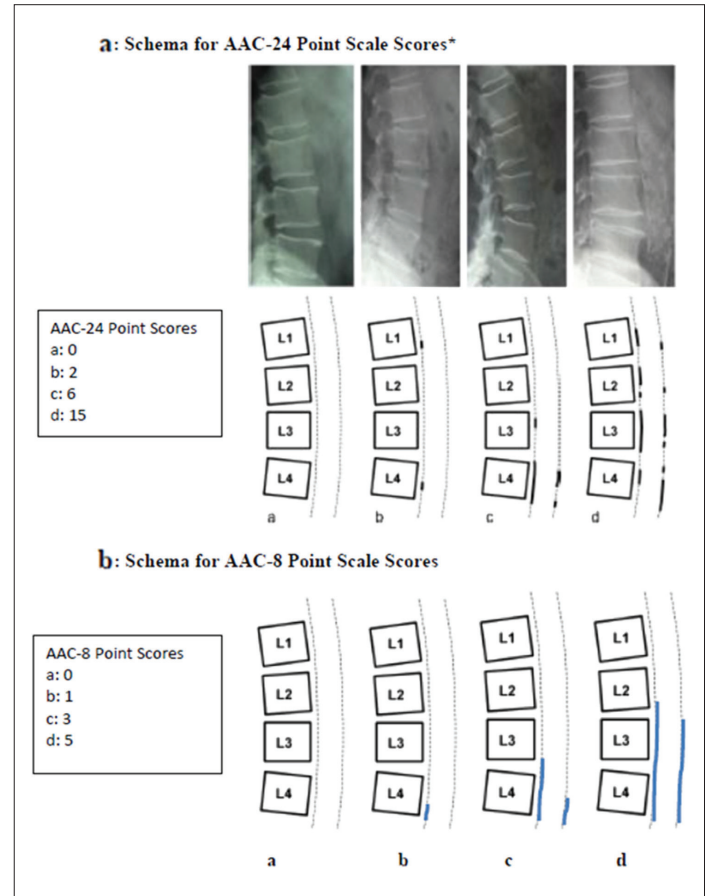 a: Schema for AAC-24 Point Scale Scores*
AAC-24 Point Scores
a: 0
b: 2
c: 6
d: 15
L1 L1 L1 L1
L2 L2 L2 L2
L3 L3 L3 L3
L4 L4 L4 L4
a b c d
b: Schema for AAC-8 Point Scale Scores
AAC-8 Point Scores
a: 0
b: 1
c: 3
d: 5
L1 L1 L1 L1
L2 L2 L2 L2
L3 L3 L3 L3
L4 L4 L4 L4
a b c d